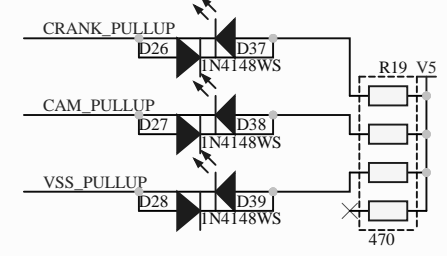 CRANK_PULLUP
D26 D37
1N4148WS
R19 V5
CAM_PULLUP
D27 D38
1N4148WS
VSS_PULLUP
D28 D39
1N4148WS
470